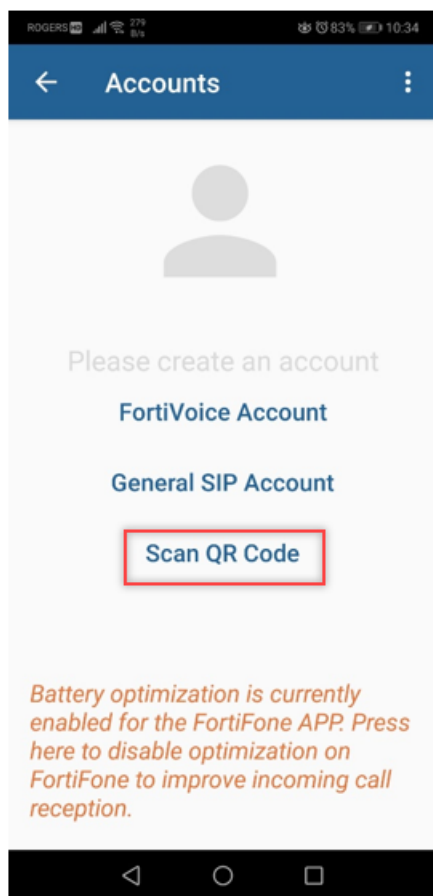 ROGERS HD 279 B/s 83% 10:34
Accounts
Please create an account
FortiVoice Account
General SIP Account
Scan QR Code
Battery optimization is currently
enabled for the FortiFone APP. Press
here to disable optimization on
FortiFone to improve incoming call
reception.